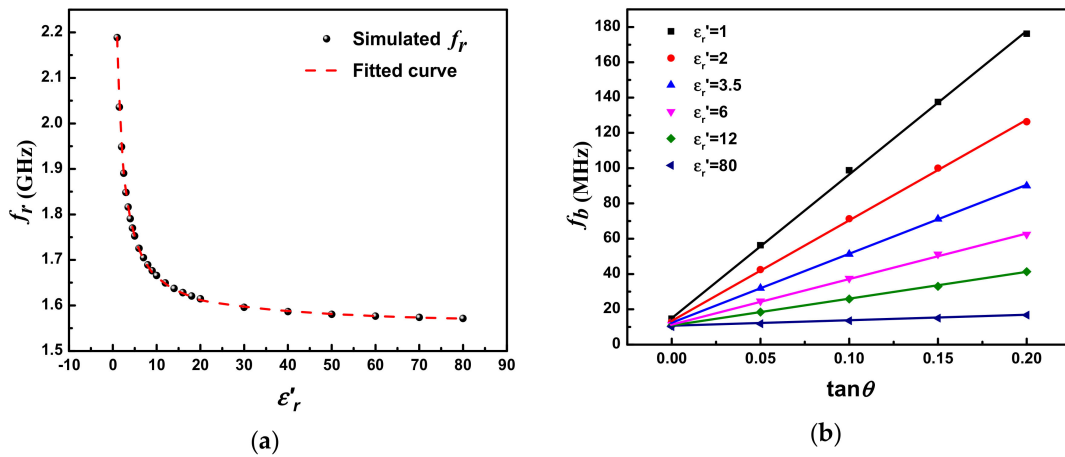 2.2
2.1
2.0
1.9
1.8
1.7
1.6
1.5
f_r (GHz)
-10 0 10 20 30 40 50 60 70 80 90
ε'_r
Simulated f_r
Fitted curve
(a)
180
160
140
120
100
80
60
40
20
0
f_b (MHz)
0.00 0.05 0.10 0.15 0.20
tanθ
ε_r'=1
ε_r'=2
ε_r'=3.5
ε_r'=6
ε_r'=12
ε_r'=80
(b)